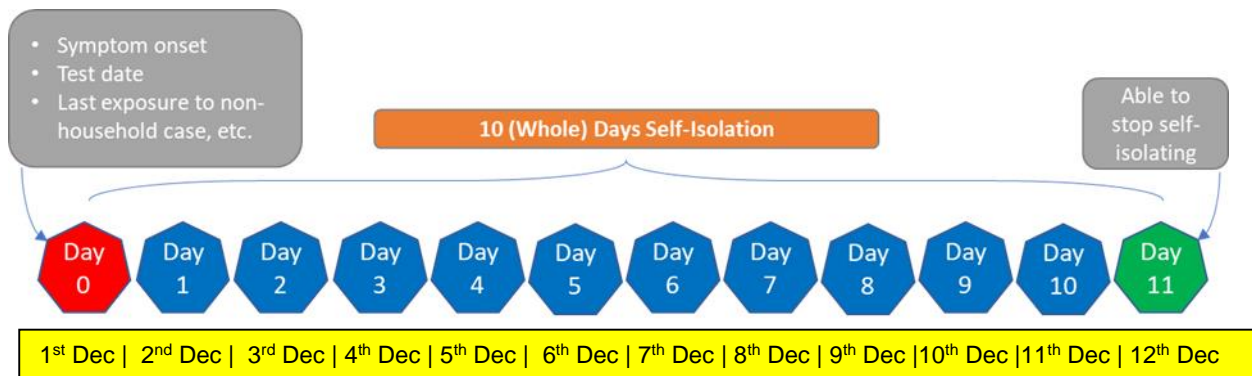 • Symptom onset
• Test date
• Last exposure to non-
household case, etc.
10 (Whole) Days Self-Isolation
Able to
stop self-
isolating
Day
0
Day
1
Day
2
Day
3
Day
4
Day
5
Day
6
Day
7
Day
8
Day
9
Day
10
Day
11
1st Dec | 2nd Dec | 3rd Dec | 4th Dec | 5th Dec | 6th Dec | 7th Dec | 8th Dec | 9th Dec |10th Dec |11th Dec | 12th Dec